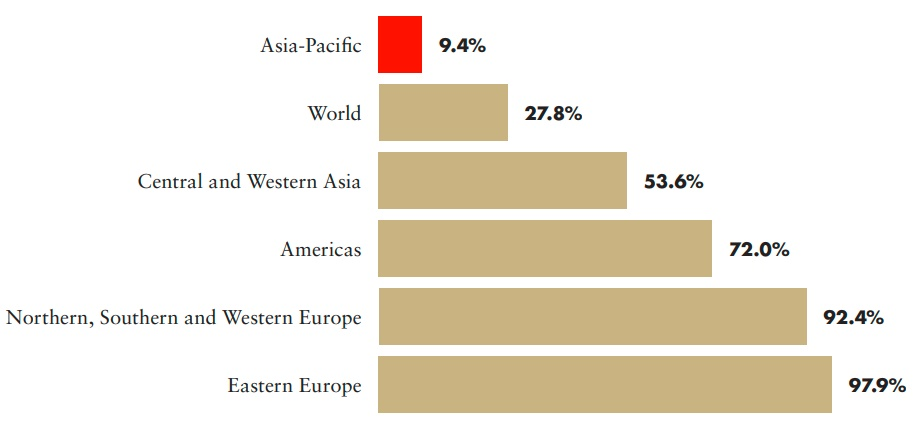 Asia-Pacific 9.4%
World 27.8%
Central and Western Asia 53.6%
Americas 72.0%
Northern, Southern and Western Europe 92.4%
Eastern Europe 97.9%